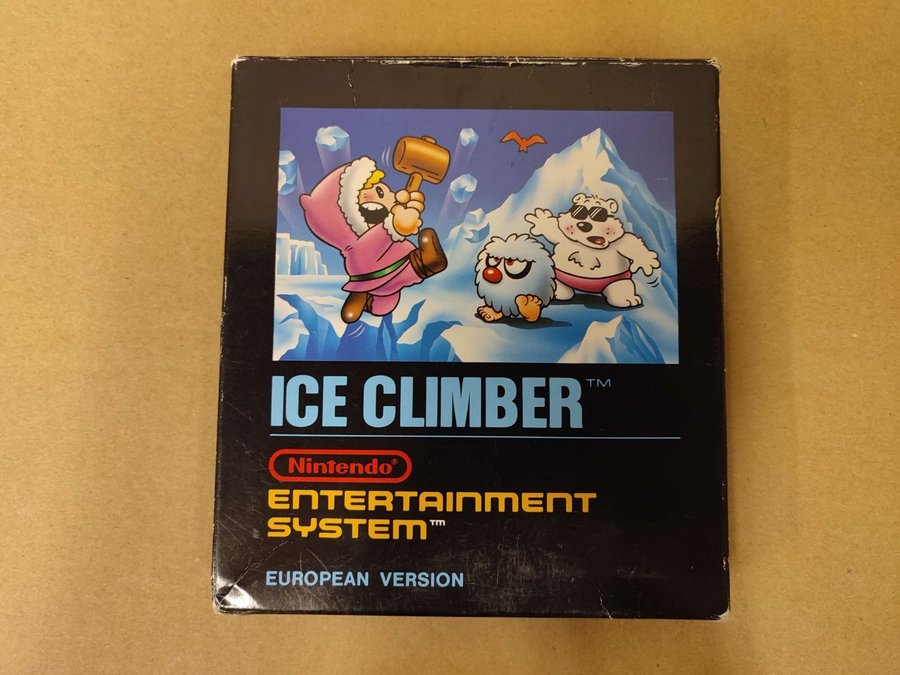 ICE CLIMBER™
Nintendo®
ENTERTAINMENT
SYSTEM™
EUROPEAN VERSION